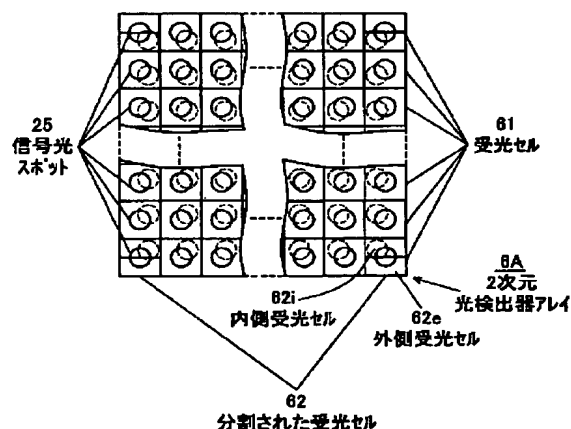 25
信号光
スポット
61
受光セル
6A
2次元
光検出器アレイ
62i
内側受光セル
62e
外側受光セル
62
分割された受光セル